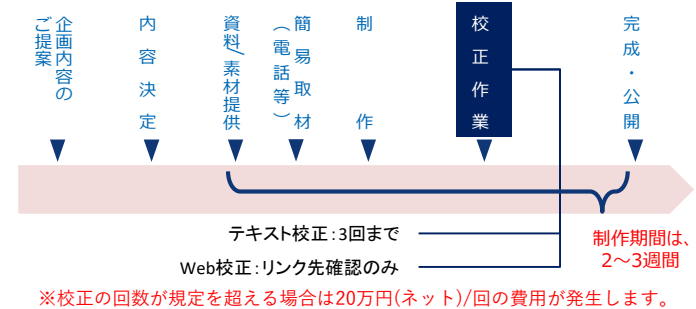 企画内容の
ご提案
内容決定
資料/素材提供
簡易取材
（電話等）
制作
校正作業
完成・公開
テキスト校正：3回まで
Web校正：リンク先確認のみ
制作期間は、
2～3週間
※校正の回数が規定を超える場合は20万円(ネット)/回の費用が発生します。